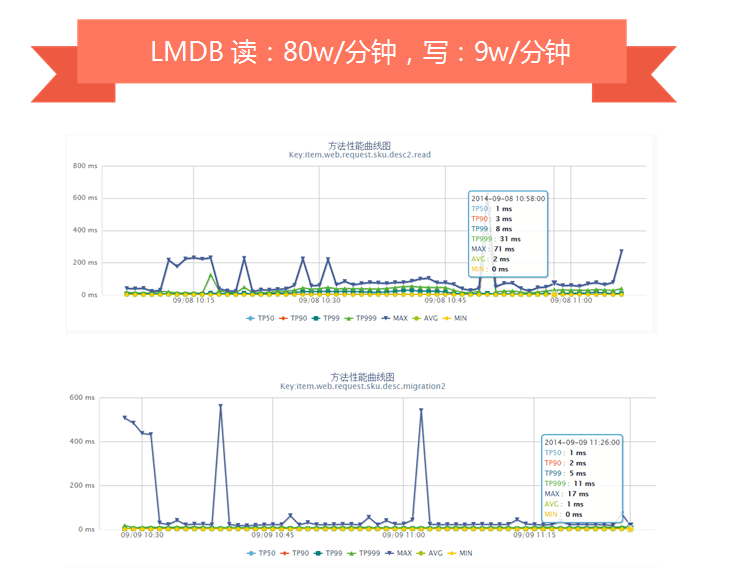 LMDB 读：80w/分钟，写：9w/分钟
方法性能曲线图
Key:item.web.request.sku.desc2.read
800 ms
600 ms
400 ms
200 ms
0 ms
2014-09-08 10:58:00
TP50 : 1 ms
TP90 : 3 ms
TP99 : 8 ms
TP999 : 31 ms
MAX : 71 ms
AVG : 2 ms
MIN : 0 ms
09/08 10:15
09/08 10:30
09/08 10:45
09/08 11:00
TP50 TP90 TP99 TP999 MAX AVG MIN
方法性能曲线图
Key:item.web.request.sku.desc.migration2
600 ms
400 ms
200 ms
0 ms
2014-09-09 11:26:00
TP50 : 1 ms
TP90 : 2 ms
TP99 : 5 ms
TP999 : 11 ms
MAX : 17 ms
AVG : 1 ms
MIN : 0 ms
09/09 10:30
09/09 10:45
09/09 11:00
09/09 11:15
TP50 TP90 TP99 TP999 MAX AVG MIN